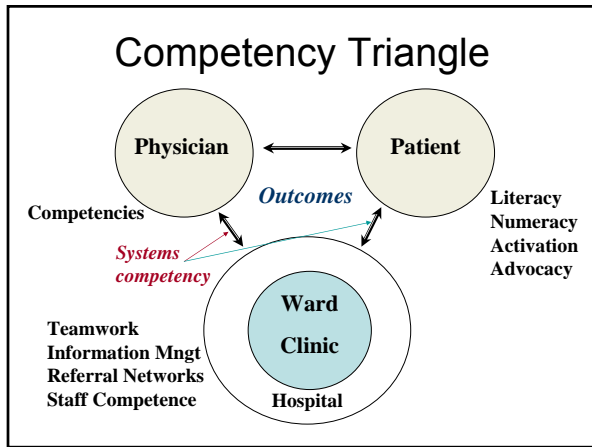 Competency Triangle
Physician
Patient
Outcomes
Competencies
Literacy
Numeracy
Activation
Advocacy
Systems
competency
Ward
Clinic
Hospital
Teamwork
Information Mngt
Referral Networks
Staff Competence